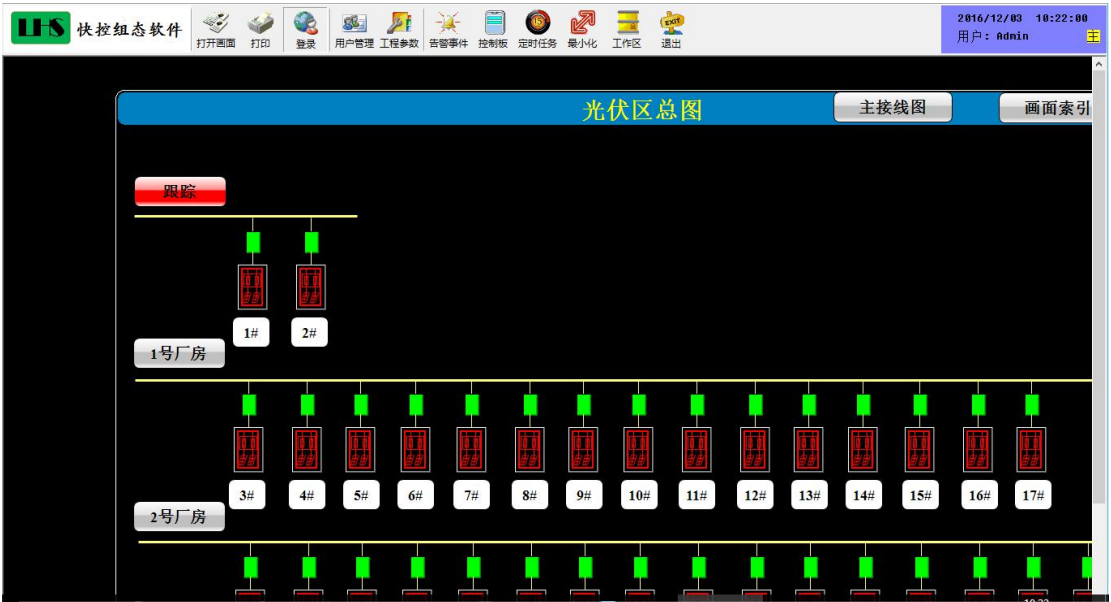 LHS 快控组态软件
打开画面 打印 登录 用户管理 工程参数 告警事件 控制板 定时任务 最小化 工作区 退出
EXIT
2016/12/03 10:22:00
用户: Admin 主
光伏区总图 主接线图 画面索引
跟踪
1# 2#
1号厂房
3# 4# 5# 6# 7# 8# 9# 10# 11# 12# 13# 14# 15# 16# 17#
2号厂房